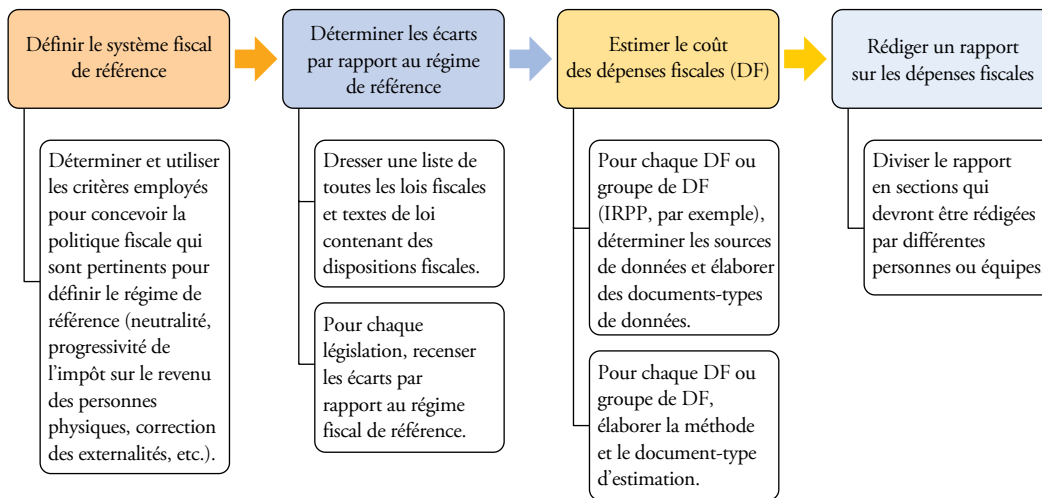 Définir le système fiscal
de référence
Déterminer les écarts
par rapport au régime
de référence
Estimer le coût
des dépenses fiscales (DF)
Rédiger un rapport
sur les dépenses fiscales
Déterminer et utiliser
les critères employés
pour concevoir la
politique fiscale qui
sont pertinents pour
définir le régime de
référence (neutralité,
progressivité de
l'impôt sur le revenu
des personnes
physiques, correction
des externalités, etc.).
Dresser une liste de
toutes les lois fiscales
et textes de loi
contenant des
dispositions fiscales.
Pour chaque
législation, recenser
les écarts par
rapport au régime
fiscal de référence.
Pour chaque DF ou
groupe de DF
(IRPP, par exemple),
déterminer les sources
de données et élaborer
des documents-types
de données.
Pour chaque DF ou
groupe de DF,
élaborer la méthode
et le document-type
d'estimation.
Diviser le rapport
en sections qui
devront être rédigées
par différentes
personnes ou équipes.